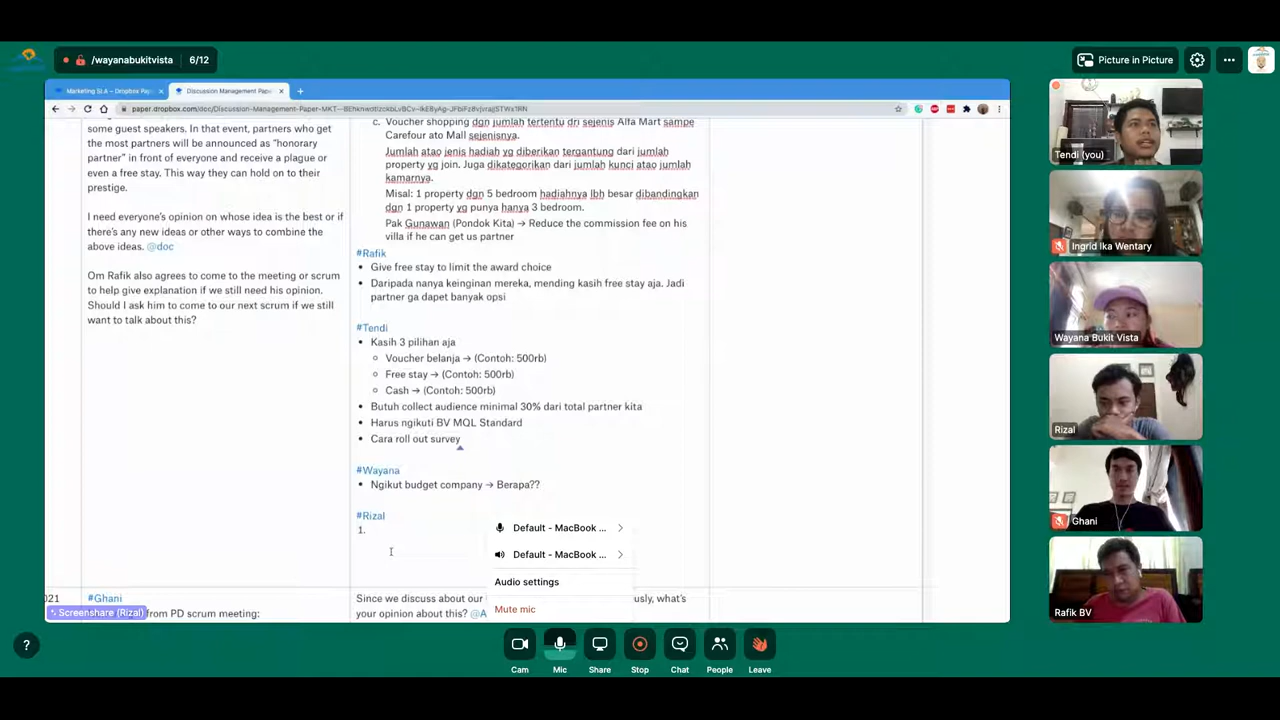 /wayanabukitvista 6/12
Picture in Picture
Marketing St.A – Dropbox Pap
Discussion Management Pape
some guest speakers. In that event, partners who get
the most partners will be announced as “honorary
partner” in front of everyone and receive a plague or
even a free stay. This way they can hold on to their
prestige.
I need everyone's opinion on whose idea is the best or if
there's any new ideas or other ways to combine the
above ideas. @doc
Om Rafik also agrees to come to the meeting or scrum
to help give explanation if we still need his opinion.
Should I ask him to come to our next scrum if we still
want to talk about this?
c. Voucher shopping dgn jumlah tertentu dri sejenis Alfa Mart sampe
Carefour ato Mall sejenisnya.
Jumlah atao jenis hadiah yg diberikan tergantung dari jumlah
property yg join. Juga dikategorikan dari jumlah kunci atao jumlah
kamarnya.
Misal: 1 property dgn 5 bedroom hadiahnya lbh besar dibandingkan
dgn 1 property yg punya hanya 3 bedroom.
Pak Gunawan (Pondok Kita) → Reduce the commission fee on his
villa if he can get us partner
#Rafik
• Give free stay to limit the award choice
• Daripada nanya keinginan mereka, mending kasih free stay aja. Jadi
partner ga dapet banyak opsi
#Tendi
• Kasih 3 pilihan aja
Voucher belanja → (Contoh: 500rb)
Free stay → (Contoh: 500rb)
Cash → (Contoh: 500rb)
• Butuh collect audience minimal 30% dari total partner kita
• Harus ngikuti BV MQL Standard
• Cara roll out survey
#Wayana
• Ngikut budget company → Berapa??
#Rizal
1.
Default - MacBook ...
Default - MacBook ...
Audio settings
Mute mic
021
#Ghani
from PD scrum meeting:
Since we discuss about our
usly, what's
your opinion about this? @A
Screenshare (Rizal)
Tendi (you)
Ingrid Ika Wentary
Wayana Bukit Vista
Rizal
Ghani
Rafik BV
?
Cam
Mic
Share
Stop
Chat
People
Leave